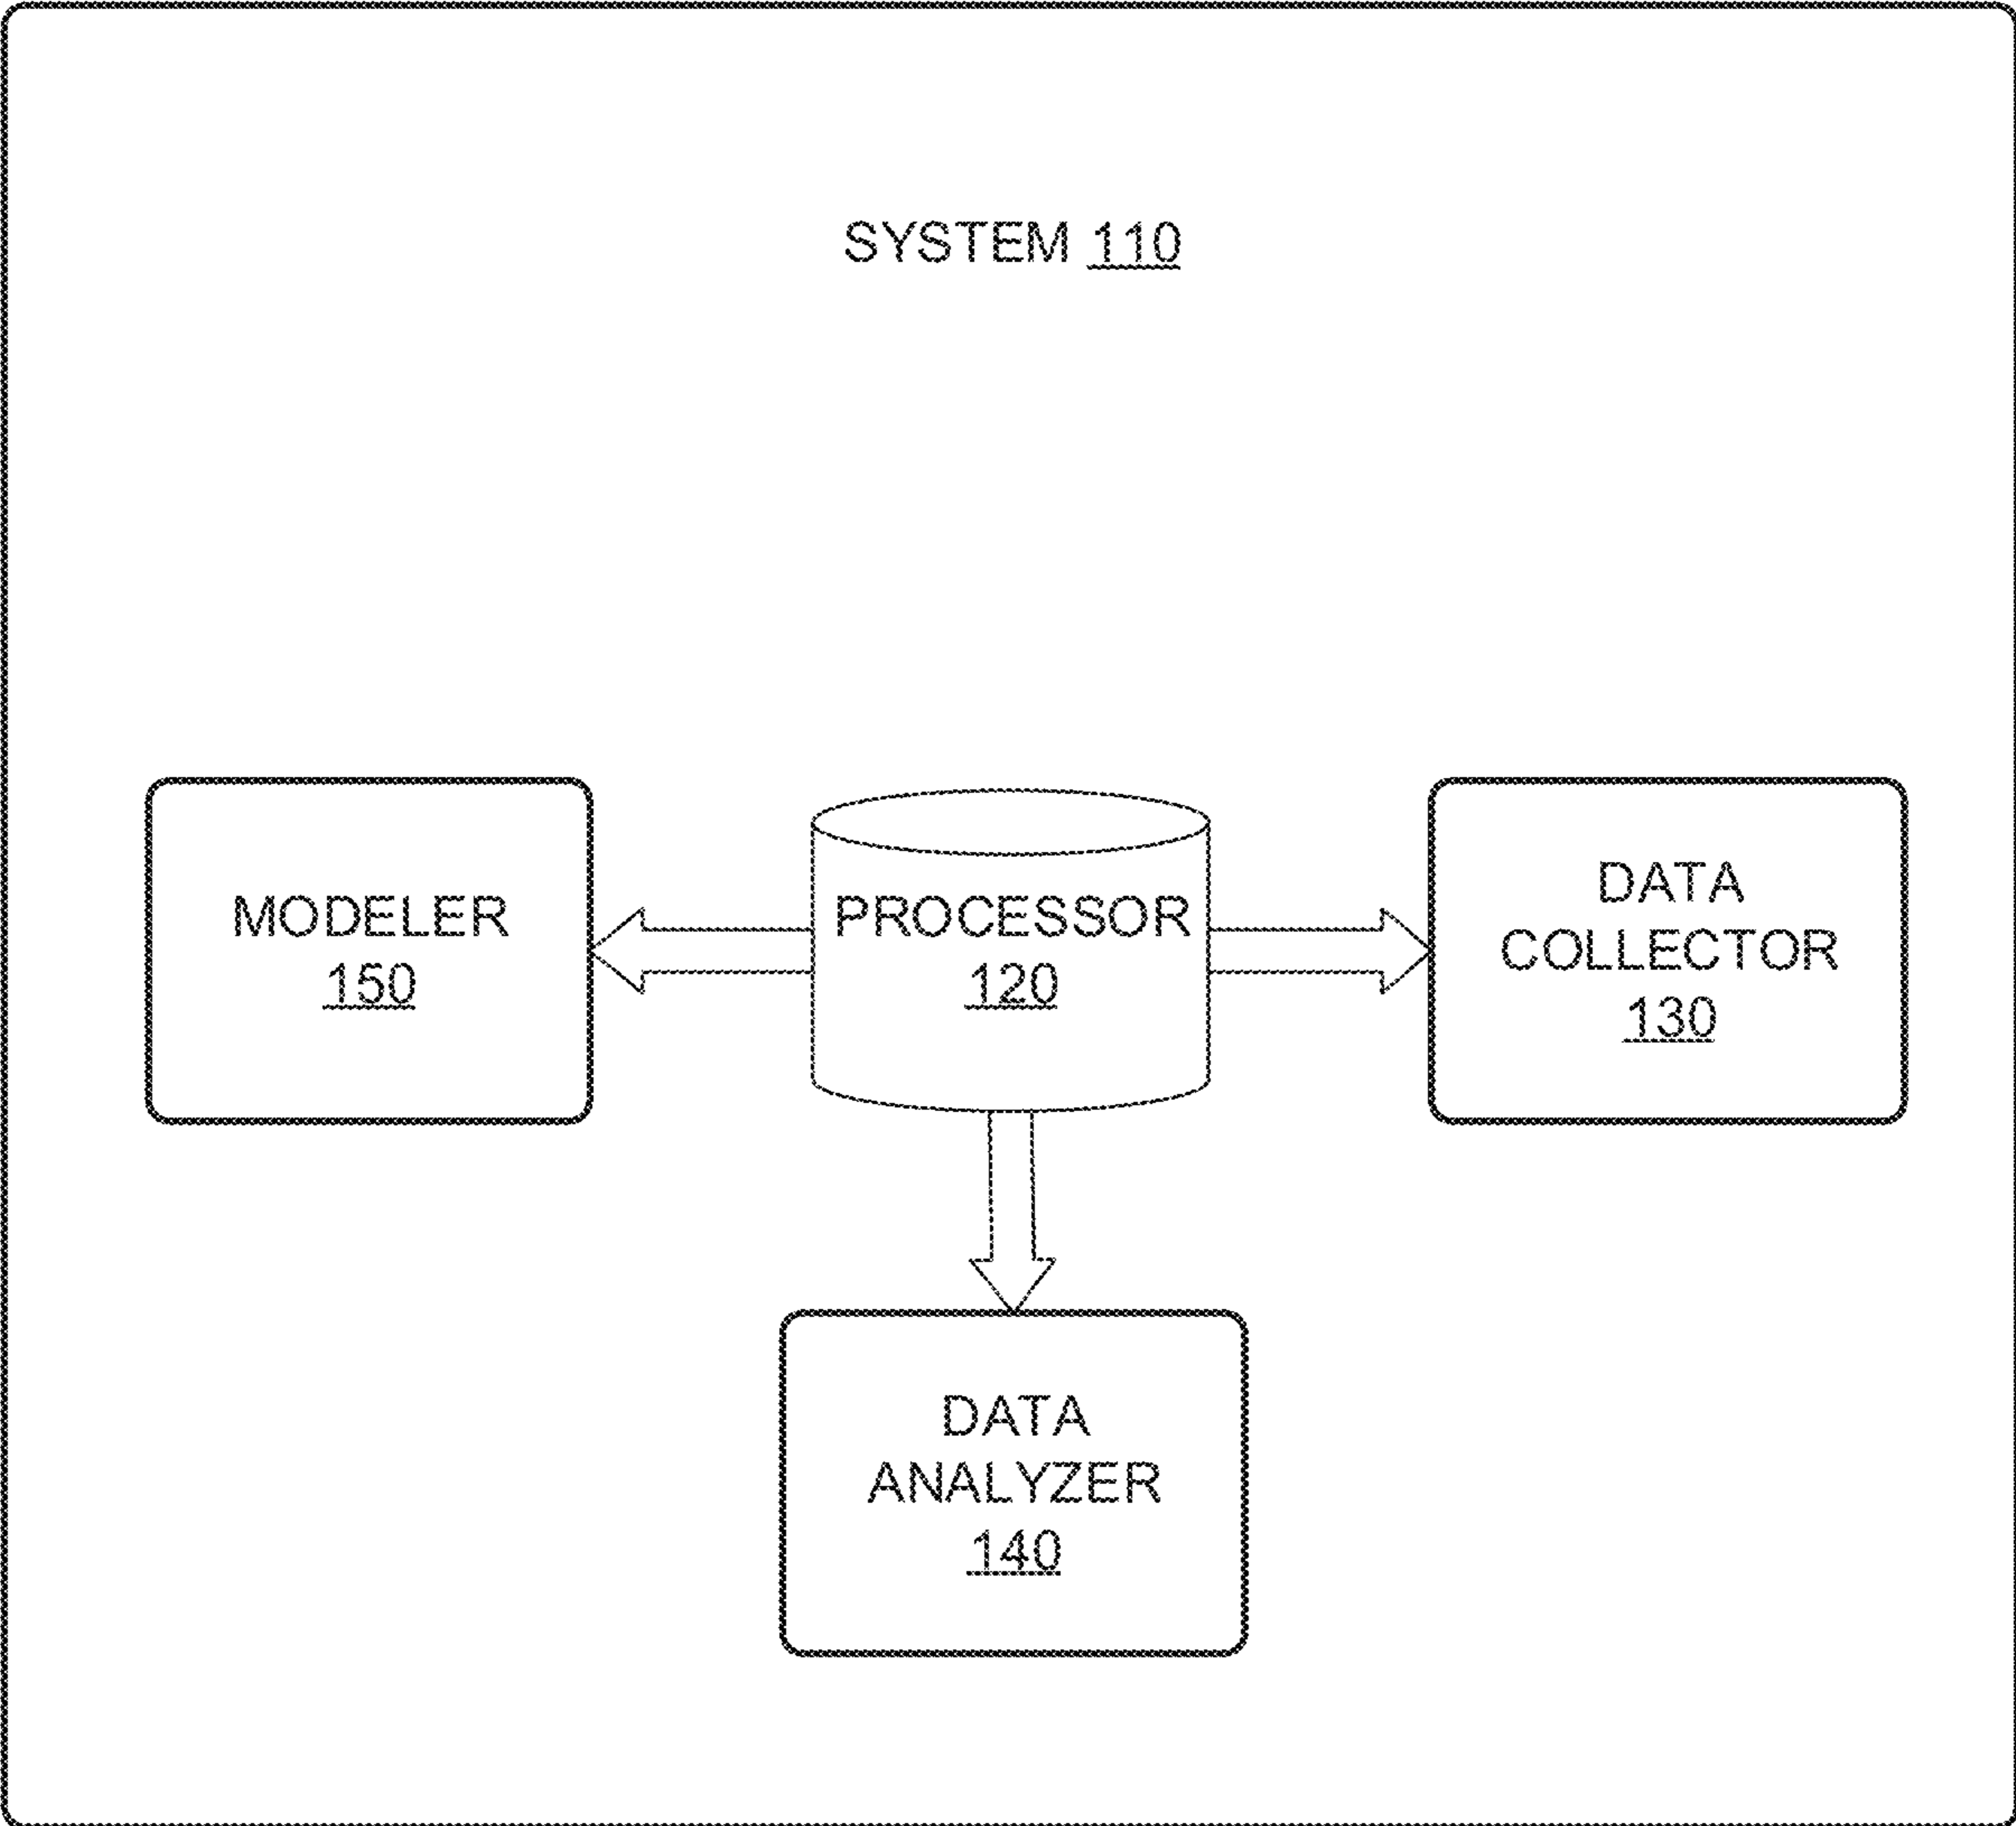 SYSTEM 110
MODELER
150
PROCESSOR
120
DATA
COLLECTOR
130
DATA
ANALYZER
140